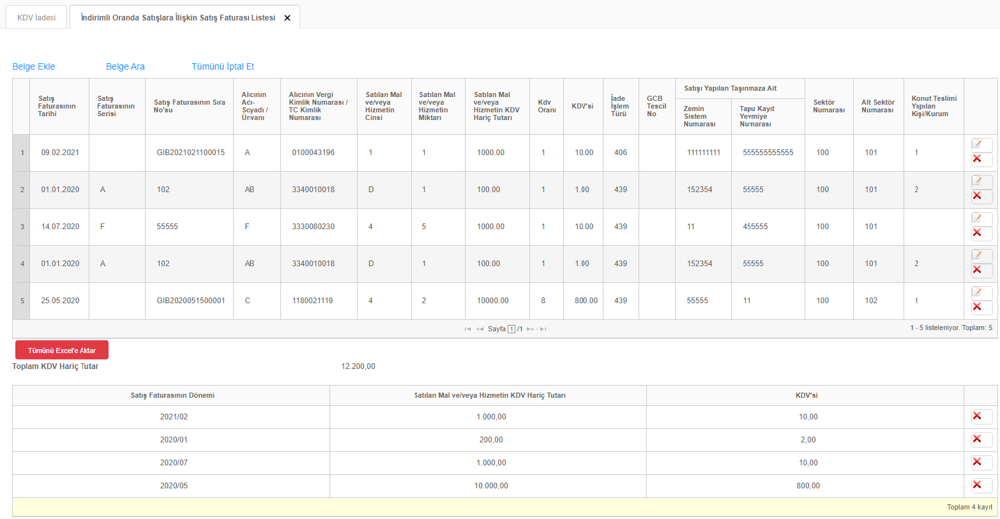 KDV İadesi
İndirimli Oranda Satışlara İlişkin Satış Faturası Listesi
Belge Ekle Belge Ara Tümünü İptal Et
Satış Faturasının Tarihi
Satış Faturasının Serisi
Satış Faturasının Sıra No'su
Alıcının Adı-Soyadı / Ünvanı
Alıcının Vergi Kimlik Numarası / TC Kimlik Numarası
Satılan Mal ve/veya Hizmetin Cinsi
Satılan Mal ve/veya Hizmetin Miktarı
Satılan Mal ve/veya Hizmetin KDV Hariç Tutarı
Kdv Oranı
KDV'si
İade İşlem Türü
GCB Tescil No
Satışı Yapılan Taşınmaza Ait
Zemin Sistem Numarası
Tapu Kayıt Yevmiye Numarası
Sektör Numarası
Alt Sektör Numarası
Konut Teslimi Yapılan Kişi/Kurum
1 09.02.2021 GIB2021021100015 A 0100043196 1 1 1000.00 1 10.00 406 111111111 555555555555 100 101 1
2 01.01.2020 A 102 AB 3340010018 D 1 100.00 1 1.00 439 152354 55555 100 101 2
3 14.07.2020 F 55555 F 3330080230 4 5 1000.00 1 10.00 439 11 455555 100 101
4 01.01.2020 A 102 AB 3340010018 D 1 100.00 1 1.00 439 152354 55555 100 101 2
5 25.05.2020 GIB2020051500001 C 1180021119 4 2 10000.00 8 800.00 439 55555 11 100 102 1
Sayfa 1 /1
1 - 5 listeleniyor. Toplam: 5
Tümünü Excel'e Aktar
Toplam KDV Hariç Tutar 12.200,00
Satış Faturasının Dönemi Satılan Mal ve/veya Hizmetin KDV Hariç Tutarı KDV'si
2021/02 1.000,00 10,00
2020/01 200,00 2,00
2020/07 1.000,00 10,00
2020/05 10.000,00 800,00
Toplam 4 kayıt